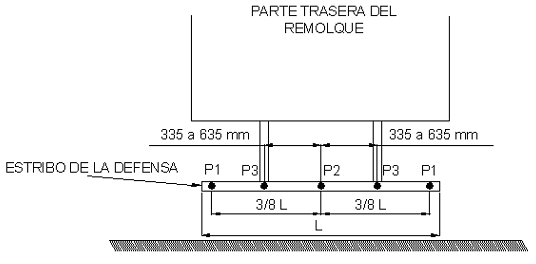 PARTE TRASERA DEL
REMOLQUE
335 a 635 mm
335 a 635 mm
ESTRIBO DE LA DEFENSA
P1
P3
P2
P3
P1
3/8 L
3/8 L
L